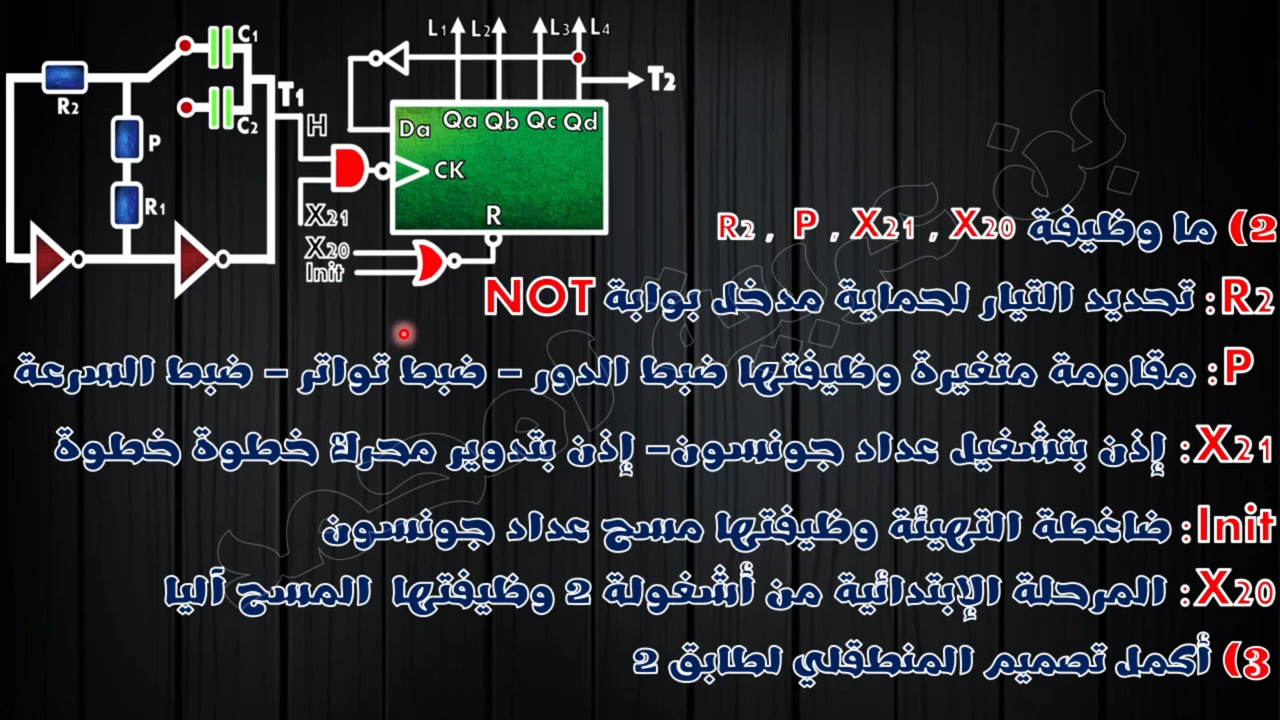 C1
L1 L2 L3 L4
R2
T1
T2
C2
H
P
Da Qa Qb Qc Qd
CK
R1
X21
R
X20
Init
2) ما وظيفة R2 , P , X21 , X20
R2: تحديد التيار لحماية مدخل بوابة NOT
P: مقاومة متغيرة وظيفتها ضبط الدور – ضبط تواتر – ضبط السرعة
X21: إذن بتشغيل عداد جونسون– إذن بتدوير محرك خطوة خطوة
Init: ضاغطة التهيئة وظيفتها مسح عداد جونسون
X20: المرحلة الإبتدائية من أشغولة 2 وظيفتها المسح آليا
3) أكمل تصميم المنطقلي لطابق 2